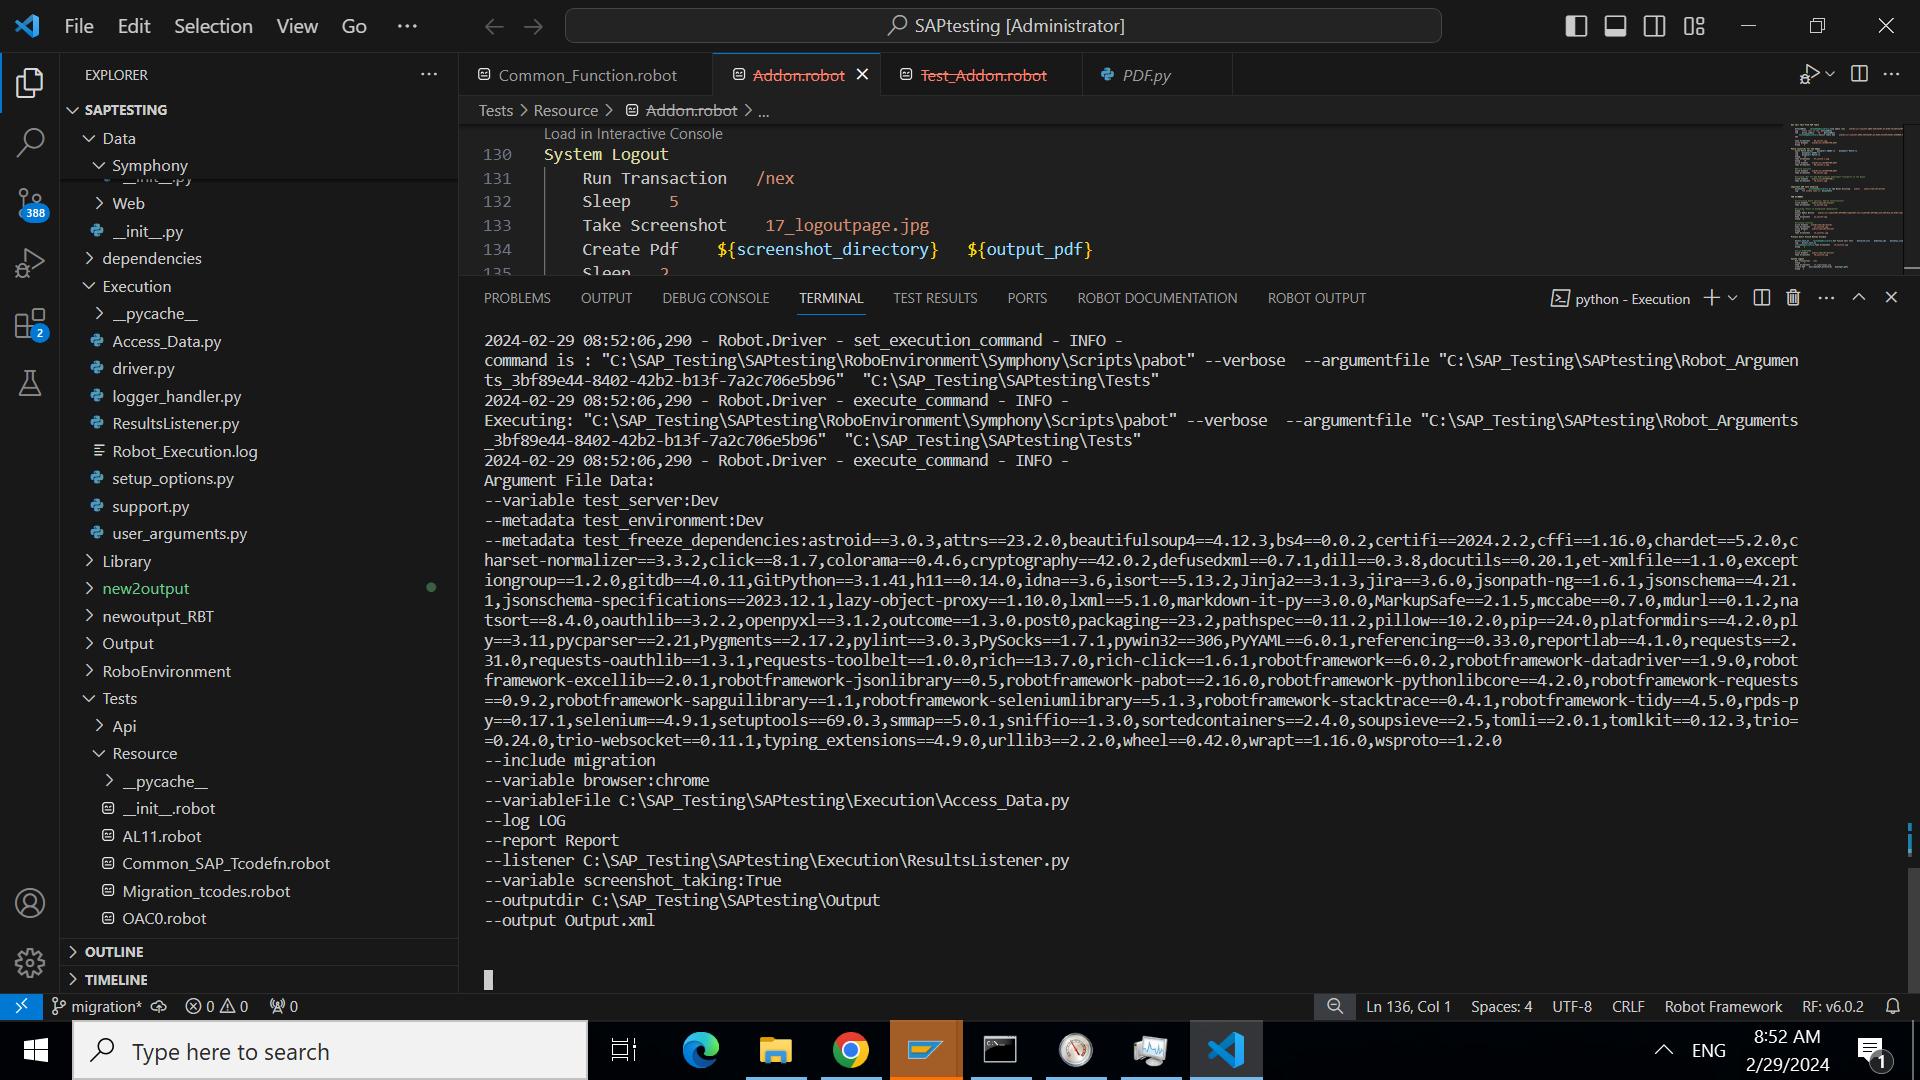 File Edit Selection View Go ···
SAPtesting [Administrator]
EXPLORER ···
SAPTESTING
Data
Symphony
__init__.py
Web
__init__.py
dependencies
Execution
__pycache__
Access_Data.py
driver.py
logger_handler.py
ResultsListener.py
Robot_Execution.log
setup_options.py
support.py
user_arguments.py
Library
new2output
newoutput_RBT
Output
RoboEnvironment
Tests
Api
Resource
__pycache__
__init__.robot
AL11.robot
Common_SAP_Tcodefn.robot
Migration_tcodes.robot
OAC0.robot
OUTLINE
TIMELINE
388
2
Common_Function.robot Addon.robot Test_Addon.robot PDF.py
Tests > Resource > Addon.robot > ...
Load in Interactive Console
130 System Logout
131 Run Transaction /nex
132 Sleep 5
133 Take Screenshot 17_logoutpage.jpg
134 Create Pdf ${screenshot_directory} ${output_pdf}
135 Sleep 2
PROBLEMS OUTPUT DEBUG CONSOLE TERMINAL TEST RESULTS PORTS ROBOT DOCUMENTATION ROBOT OUTPUT python - Execution
2024-02-29 08:52:06,290 - Robot.Driver - set_execution_command - INFO -
command is : "C:\SAP_Testing\SAPtesting\RoboEnvironment\Symphony\Scripts\pabot" --verbose  --argumentfile "C:\SAP_Testing\SAPtesting\Robot_Argumen
ts_3bf89e44-8402-42b2-b13f-7a2c706e5b96"  "C:\SAP_Testing\SAPtesting\Tests"
2024-02-29 08:52:06,290 - Robot.Driver - execute_command - INFO -
Executing: "C:\SAP_Testing\SAPtesting\RoboEnvironment\Symphony\Scripts\pabot" --verbose  --argumentfile "C:\SAP_Testing\SAPtesting\Robot_Arguments
_3bf89e44-8402-42b2-b13f-7a2c706e5b96"  "C:\SAP_Testing\SAPtesting\Tests"
2024-02-29 08:52:06,290 - Robot.Driver - execute_command - INFO -
Argument File Data:
--variable test_server:Dev
--metadata test_environment:Dev
--metadata test_freeze_dependencies:astroid==3.0.3,attrs==23.2.0,beautifulsoup4==4.12.3,bs4==0.0.2,certifi==2024.2.2,cffi==1.16.0,chardet==5.2.0,c
harset-normalizer==3.3.2,click==8.1.7,colorama==0.4.6,cryptography==42.0.2,defusedxml==0.7.1,dill==0.3.8,docutils==0.20.1,et-xmlfile==1.1.0,except
iongroup==1.2.0,gitdb==4.0.11,GitPython==3.1.41,h11==0.14.0,idna==3.6,isort==5.13.2,Jinja2==3.1.3,jira==3.6.0,jsonpath-ng==1.6.1,jsonschema==4.21.
1,jsonschema-specifications==2023.12.1,lazy-object-proxy==1.10.0,lxml==5.1.0,markdown-it-py==3.0.0,MarkupSafe==2.1.5,mccabe==0.7.0,mdurl==0.1.2,na
tsort==8.4.0,oauthlib==3.2.2,openpyxl==3.1.2,outcome==1.3.0.post0,packaging==23.2,pathspec==0.11.2,pillow==10.2.0,pip==24.0,platformdirs==4.2.0,pl
y==3.11,pycparser==2.21,Pygments==2.17.2,pylint==3.0.3,PySocks==1.7.1,pywin32==306,PyYAML==6.0.1,referencing==0.33.0,reportlab==4.1.0,requests==2.
31.0,requests-oauthlib==1.3.1,requests-toolbelt==1.0.0,rich==13.7.0,rich-click==1.6.1,robotframework==6.0.2,robotframework-datadriver==1.9.0,robot
framework-excellib==2.0.1,robotframework-jsonlibrary==0.5,robotframework-pabot==2.16.0,robotframework-pythonlibcore==4.2.0,robotframework-requests
==0.9.2,robotframework-sapguilibrary==1.1,robotframework-seleniumlibrary==5.1.3,robotframework-stacktrace==0.4.1,robotframework-tidy==4.5.0,rpds-p
y==0.17.1,selenium==4.9.1,setuptools==69.0.3,smmap==5.0.1,sniffio==1.3.0,sortedcontainers==2.4.0,soupsieve==2.5,tomli==2.0.1,tomlkit==0.12.3,trio=
=0.24.0,trio-websocket==0.11.1,typing_extensions==4.9.0,urllib3==2.2.0,wheel==0.42.0,wrapt==1.16.0,wsproto==1.2.0
--include migration
--variable browser:chrome
--variableFile C:\SAP_Testing\SAPtesting\Execution\Access_Data.py
--log LOG
--report Report
--listener C:\SAP_Testing\SAPtesting\Execution\ResultsListener.py
--variable screenshot_taking:True
--outputdir C:\SAP_Testing\SAPtesting\Output
--output Output.xml
migration* 0 0 0 Ln 136, Col 1 Spaces: 4 UTF-8 CRLF Robot Framework RF: v6.0.2
Type here to search
ENG
8:52 AM
2/29/2024
1